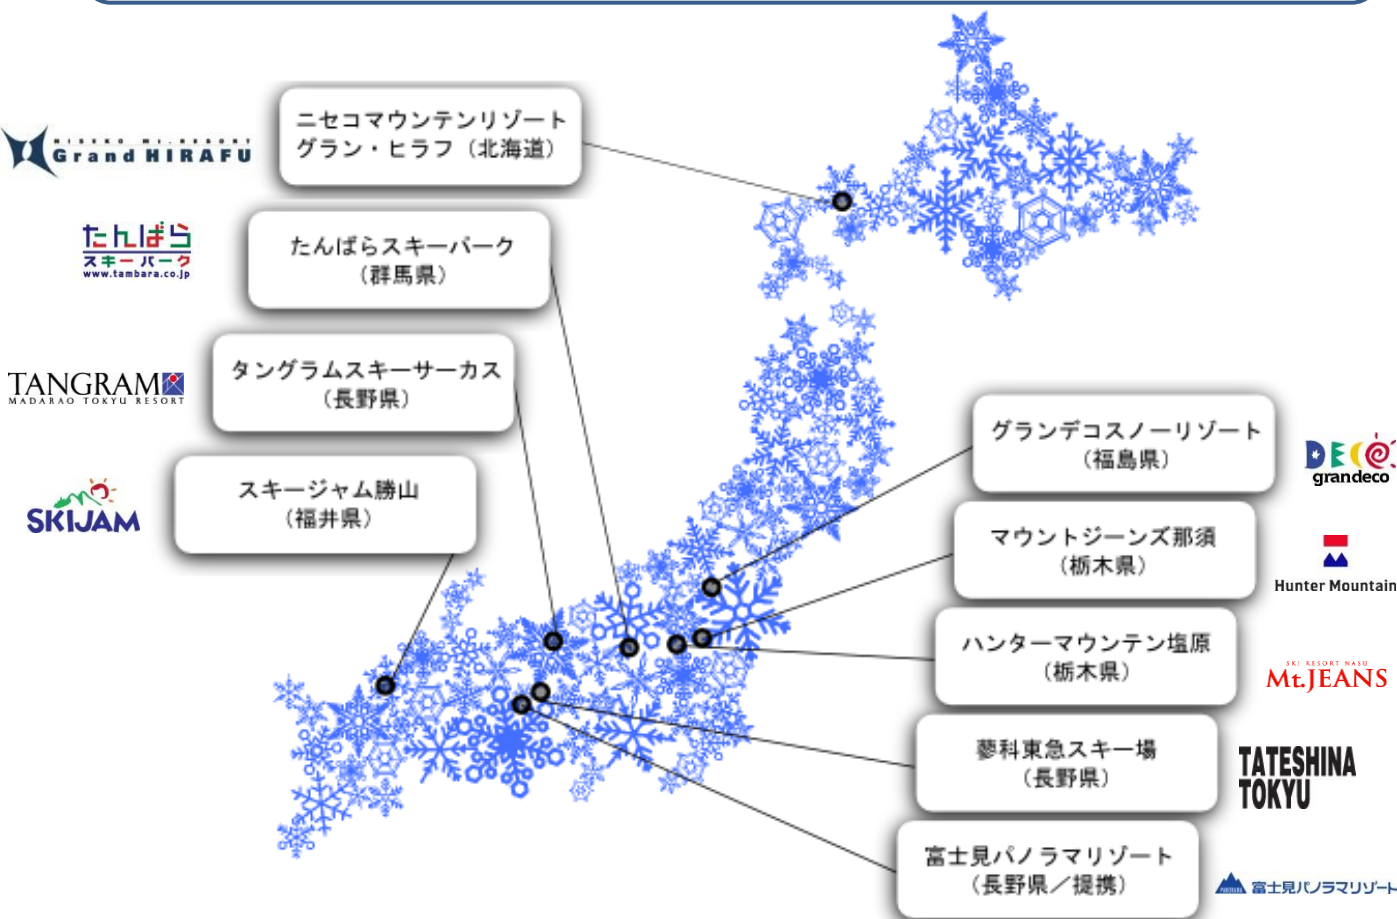 NISEKO Mt. RESORT
Grand HIRAFU
ニセコマウンテンリゾート
グラン・ヒラフ（北海道）
たんばら
スキーパーク
www.tambara.co.jp
たんばらスキーパーク
（群馬県）
TANGRAM
MADARAO TOKYU RESORT
タングラムスキーサーカス
（長野県）
SKIJAM
スキージャム勝山
（福井県）
グランデコスノーリゾート
（福島県）
DECO
grandeco
マウントジーンズ那須
（栃木県）
Hunter Mountain
ハンターマウンテン塩原
（栃木県）
SKI RESORT NASU
Mt.JEANS
蓼科東急スキー場
（長野県）
TATESHINA
TOKYU
富士見パノラマリゾート
（長野県／提携）
富士見パノラマリゾート